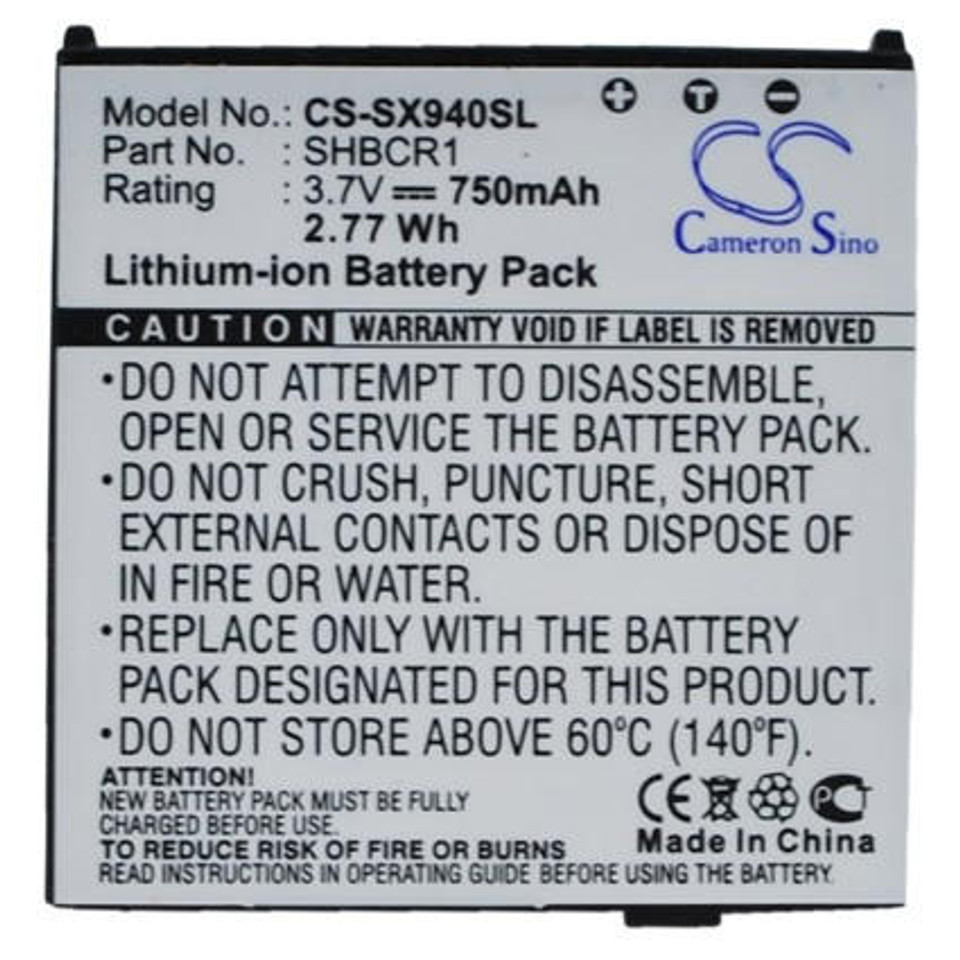 Model No.: CS-SX940SL
Part No. : SHBCR1
Rating : 3.7V 750mAh
2.77 Wh
Lithium-ion Battery Pack
+ T -
CS
Cameron Sino
CAUTION WARRANTY VOID IF LABEL IS REMOVED
•DO NOT ATTEMPT TO DISASSEMBLE,
OPEN OR SERVICE THE BATTERY PACK.
•DO NOT CRUSH, PUNCTURE, SHORT
EXTERNAL CONTACTS OR DISPOSE OF
IN FIRE OR WATER.
•REPLACE ONLY WITH THE BATTERY
PACK DESIGNATED FOR THIS PRODUCT.
•DO NOT STORE ABOVE 60°C (140°F).
ATTENTION!
NEW BATTERY PACK MUST BE FULLY
CHARGED BEFORE USE.
TO REDUCE RISK OF FIRE OR BURNS
READ INSTRUCTIONS IN OPERATING GUIDE BEFORE USING THE BATTERY.
CE PCT
Made In China